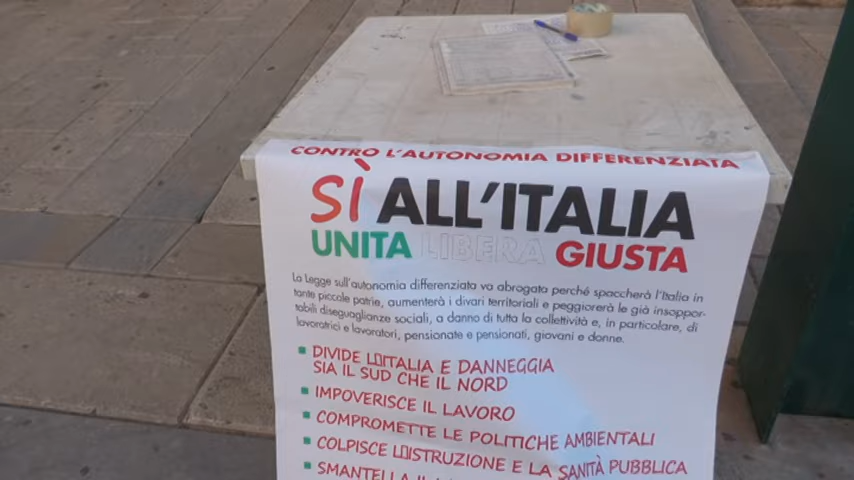 CONTRO L'AUTONOMIA DIFFERENZIATA
SÌ ALL'ITALIA
UNITA LIBERA GIUSTA
La Legge sull'autonomia differenziata va abrogata perché spaccherà l'Italia in
tante piccole patrie, aumenterà i divari territoriali e peggiorerà le già insoppor-
tabili diseguaglianze sociali, a danno di tutta la collettività e, in particolare, di
lavoratrici e lavoratori, pensionate e pensionati, giovani e donne.
DIVIDE L▯ITALIA E DANNEGGIA
SIA IL SUD CHE IL NORD
IMPOVERISCE IL LAVORO
COMPROMETTE LE POLITICHE AMBIENTALI
COLPISCE L▯ISTRUZIONE E LA SANITÀ PUBBLICA
SMANTELLA IL